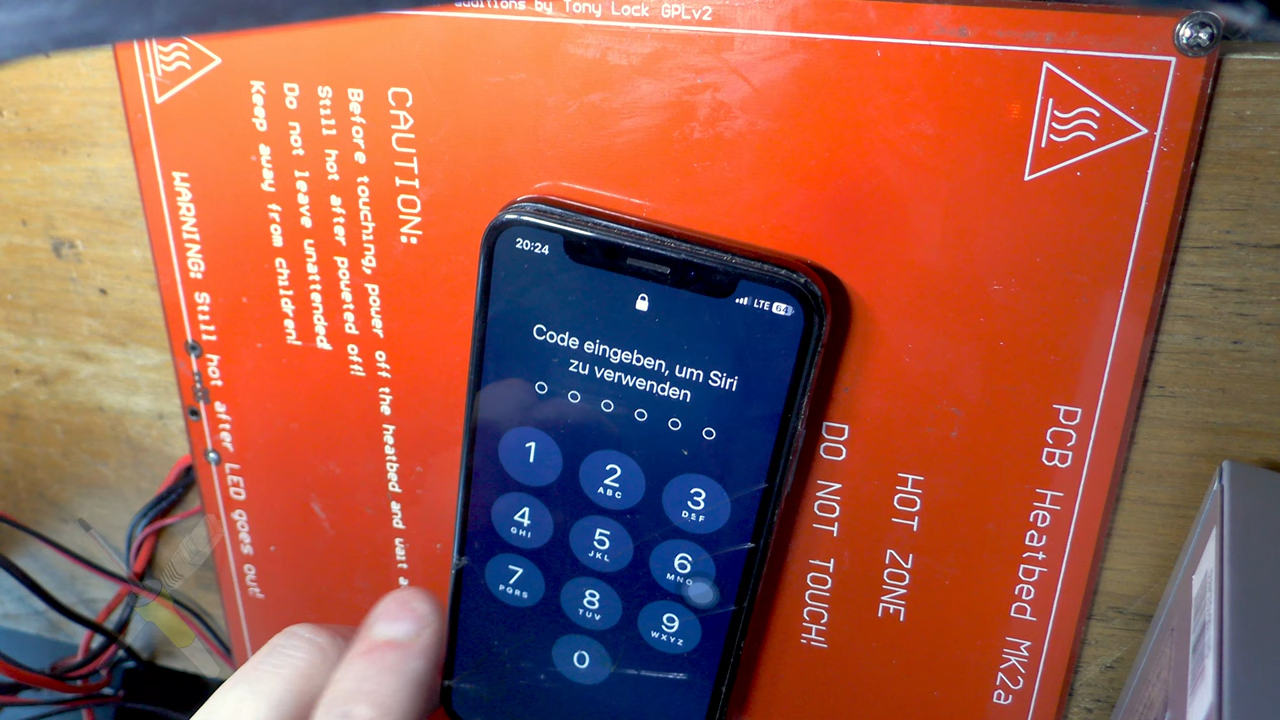 additions by Tony Lock GPLv2
CAUTION:
Before touching, power off the heatbed and wait a
Still hot after poweted off!
Do not leave unattended
Keep away from children!
WARNING: Still hot after LED goes out!
20:24
LTE 64
Code eingeben, um Siri
zu verwenden
1
2
ABC
3
DEF
4
GHI
5
JKL
6
MNO
7
PQRS
8
TUV
9
WXYZ
0
HOT ZONE
DO NOT TOUCH!
PCB Heatbed MK2a